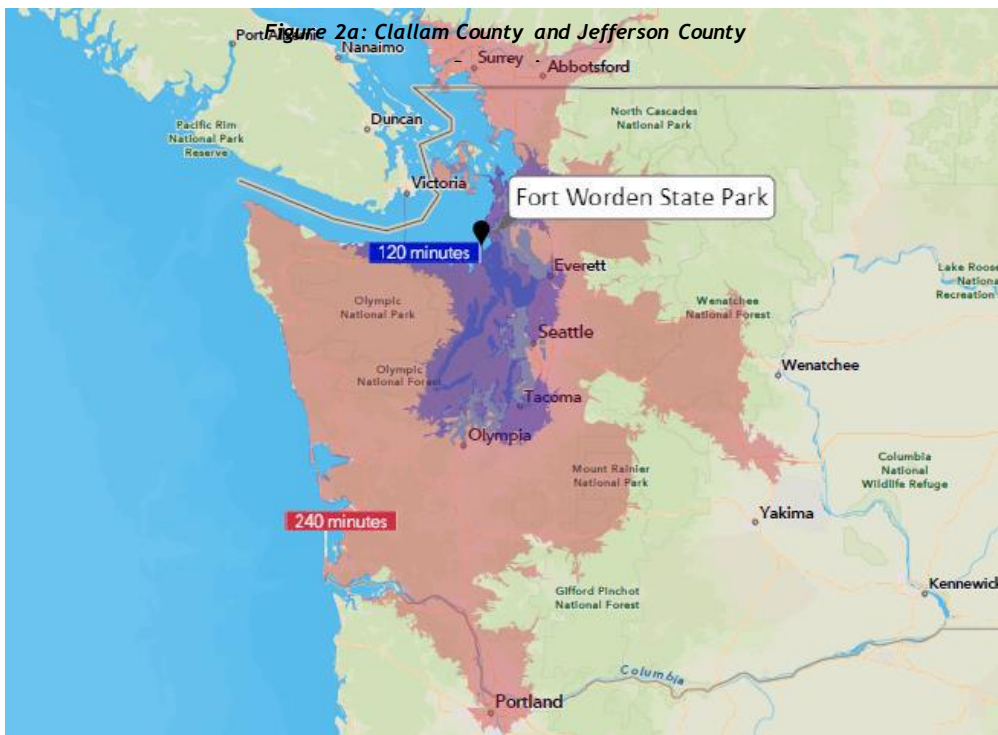 Figure 2a: Clallam County and Jefferson County
Nanaimo
Surrey
Abbotsford
North Cascades
National Park
Duncan
Pacific Rim
National Park
Reserve
Victoria
Fort Worden State Park
120 minutes
Everett
Lake
National
Recreation
Olympic
National Park
Wenatchee
National Forest
Seattle
Wenatchee
Olympic
National Forest
Tacoma
Olympia
Columbia
National
Wildlife Refuge
Mount Rainier
National Park
240 minutes
Yakima
Kennewick
Gifford Pinchot
National Forest
Columbia
Portland